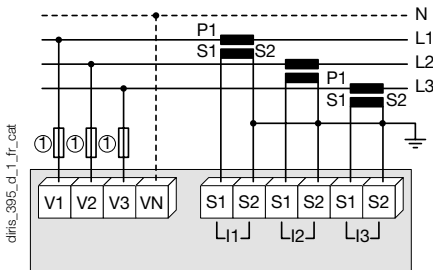 N
P1 L1
S1 S2
L2
P1
L3
S1 S2
① ① ①
V1 V2 V3 VN S1 S2 S1 S2 S1 S2
I1 I2 I3
diris_395_d_1_fr_cat